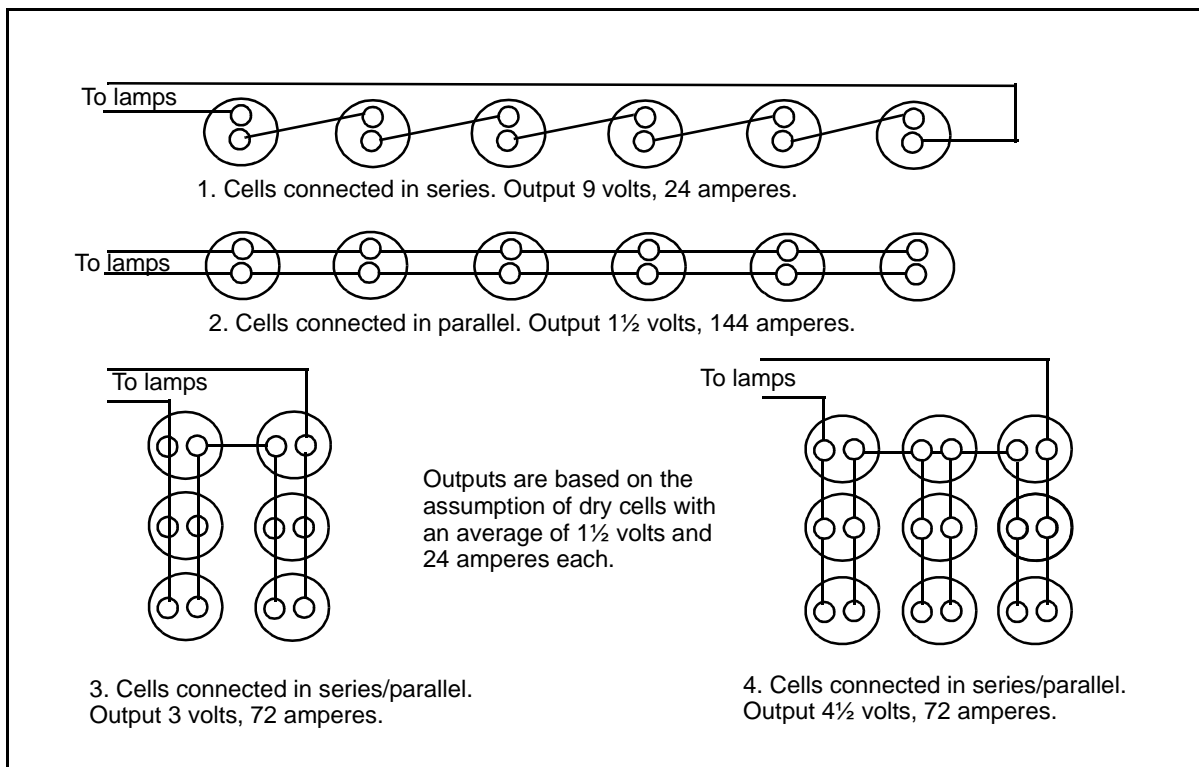 To lamps
1. Cells connected in series. Output 9 volts, 24 amperes.
To lamps
2. Cells connected in parallel. Output 1½ volts, 144 amperes.
To lamps
To lamps
Outputs are based on the
assumption of dry cells with
an average of 1½ volts and
24 amperes each.
3. Cells connected in series/parallel.
Output 3 volts, 72 amperes.
4. Cells connected in series/parallel.
Output 4½ volts, 72 amperes.